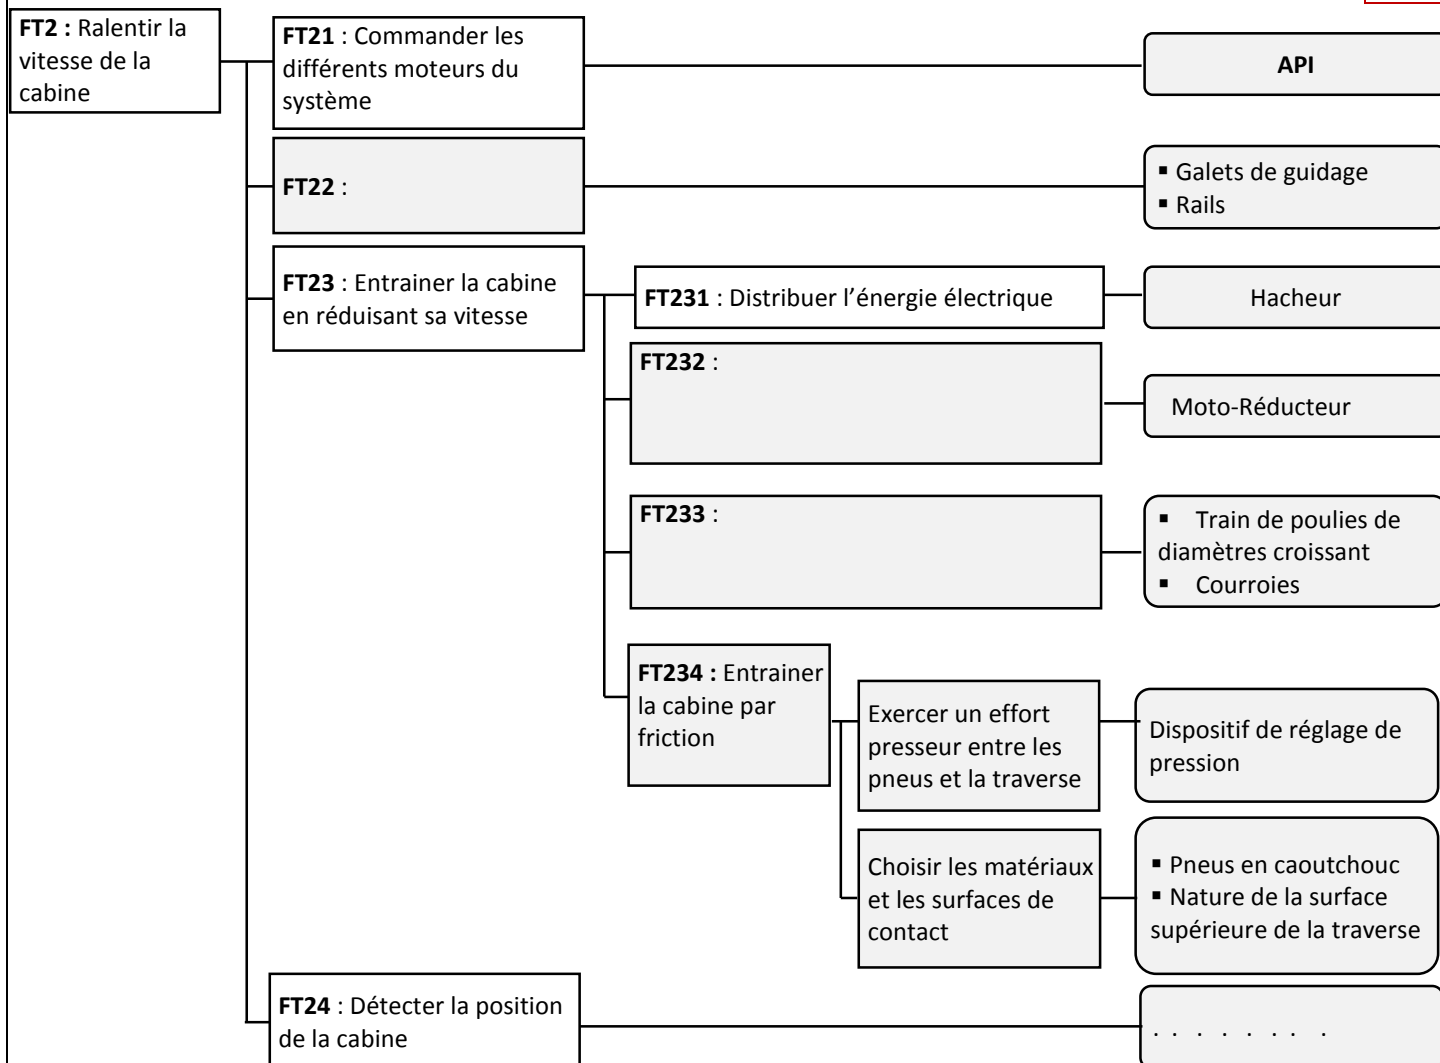 FT2 : Ralentir la
vitesse de la
cabine
FT21 : Commander les
différents moteurs du
système
API
FT22 :
▪ Galets de guidage
▪ Rails
FT23 : Entrainer la cabine
en réduisant sa vitesse
FT231 : Distribuer l’énergie électrique
Hacheur
FT232 :
Moto-Réducteur
FT233 :
▪ Train de poulies de
diamètres croissant
▪ Courroies
FT234 : Entrainer
la cabine par
friction
Exercer un effort
presseur entre les
pneus et la traverse
Dispositif de réglage de
pression
Choisir les matériaux
et les surfaces de
contact
▪ Pneus en caoutchouc
▪ Nature de la surface
supérieure de la traverse
FT24 : Détecter la position
de la cabine
. . . . . . . .